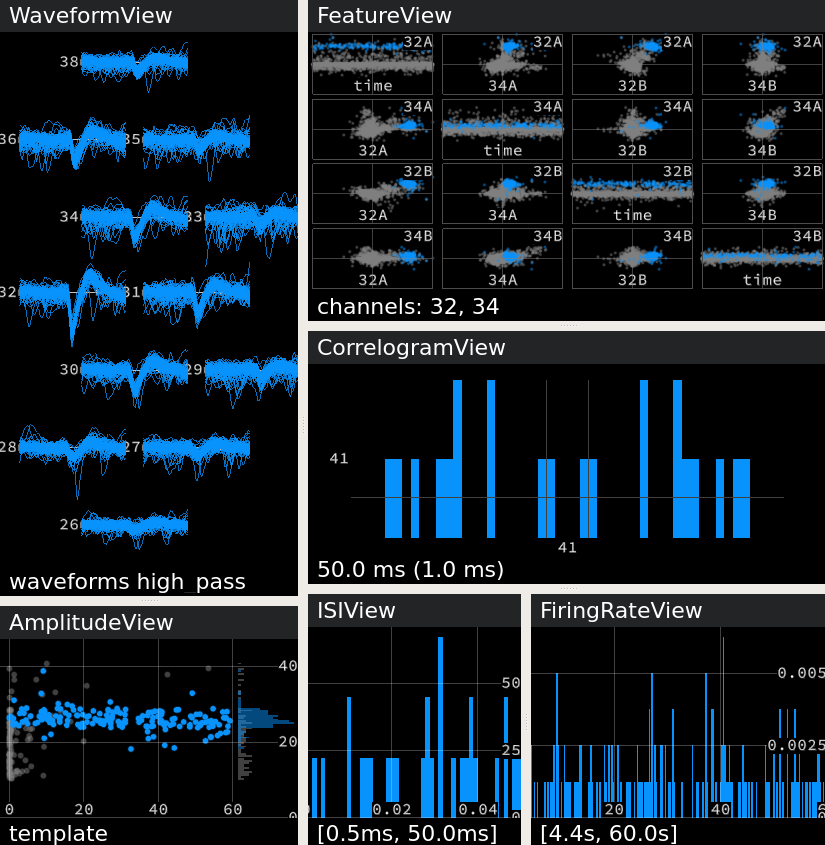 WaveformView
38
36 35
34 33
32 31
30 29
28 27
26
waveforms high_pass
AmplitudeView
40
20
0
0 20 40 60
template
FeatureView
32A 32A 32A 32A
time 34A 32B 34B
34A 34A 34A 34A
32A time 32B 34B
32B 32B 32B 32B
32A 34A time 34B
34B 34B 34B 34B
32A 34A 32B time
channels: 32, 34
CorrelogramView
41
41
50.0 ms (1.0 ms)
ISIView
50
25
0.02 0.04
[0.5ms, 50.0ms]
FiringRateView
0.005
0.0025
20 40
[4.4s, 60.0s]